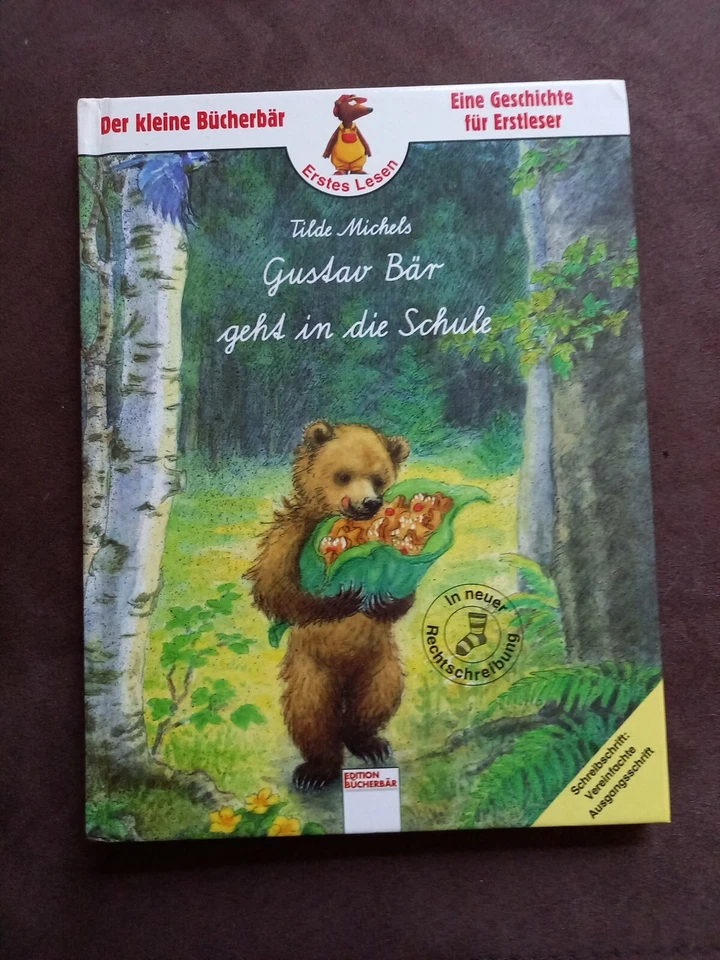 Der kleine Bücherbär
Eine Geschichte
für Erstleser
Erstes Lesen
Tilde Michels
Gustav Bär
geht in die Schule
In neuer
Rechtschreibung
Schreibschrift:
Vereinfachte
Ausgangsschrift
EDITION
BÜCHERBÄR